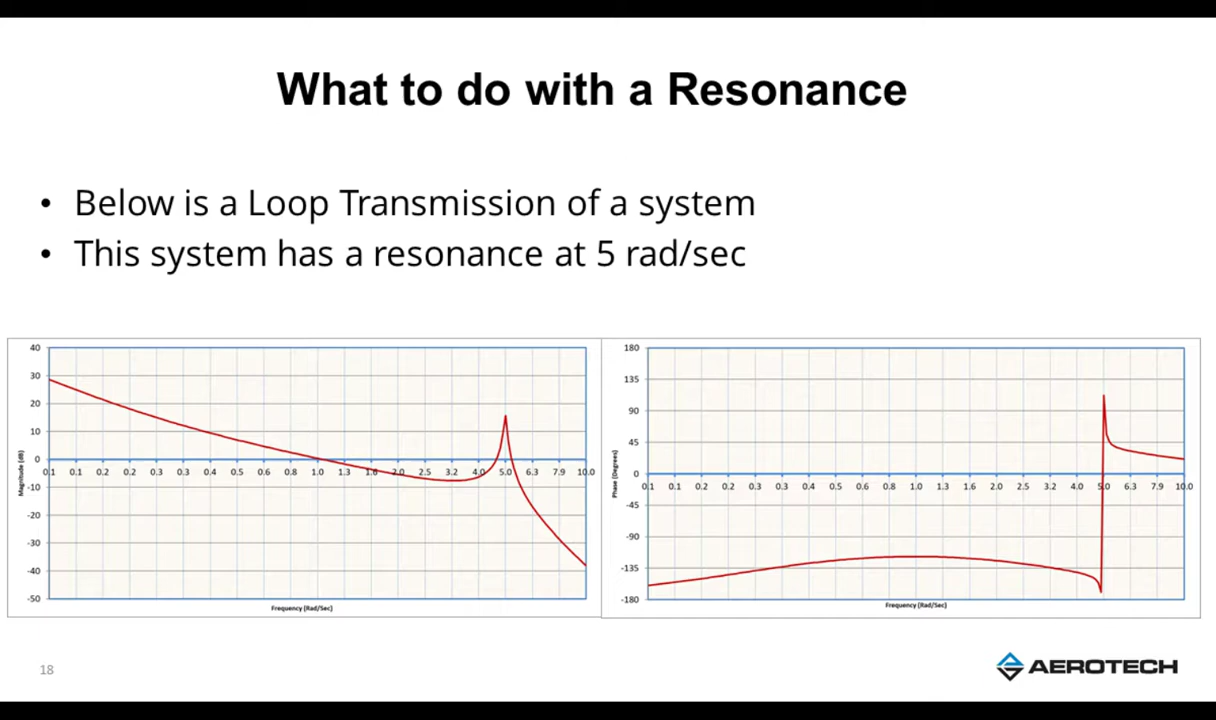 What to do with a Resonance
• Below is a Loop Transmission of a system
• This system has a resonance at 5 rad/sec
40
30
20
10
0
-10
-20
-30
-40
-50
0.1 0.1 0.2 0.2 0.3 0.3 0.4 0.5 0.6 0.8 1.0 1.3 1.6 2.0 2.5 3.2 4.0 5.0 6.3 7.9 10.0
Magnitude (dB)
Frequency (Rad/Sec)
180
135
90
45
0
-45
-90
-135
-180
0.1 0.1 0.2 0.2 0.3 0.3 0.4 0.5 0.6 0.8 1.0 1.3 1.6 2.0 2.5 3.2 4.0 5.0 6.3 7.9 10.0
Phase (Degrees)
Frequency (Rad/Sec)
18
AEROTECH